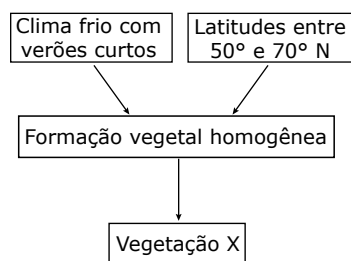 Clima frio com
verões curtos
Latitudes entre
50° e 70° N
Formação vegetal homogênea
Vegetação X